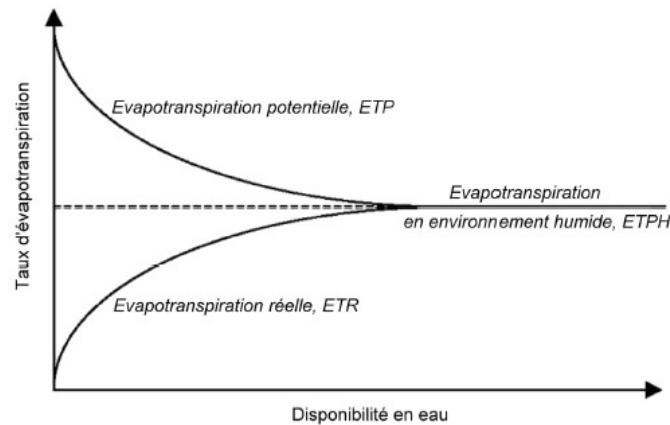 Taux d'évapotranspiration
Evapotranspiration potentielle, ETP
Evapotranspiration
en environnement humide, ETPH
Evapotranspiration réelle, ETR
Disponibilité en eau